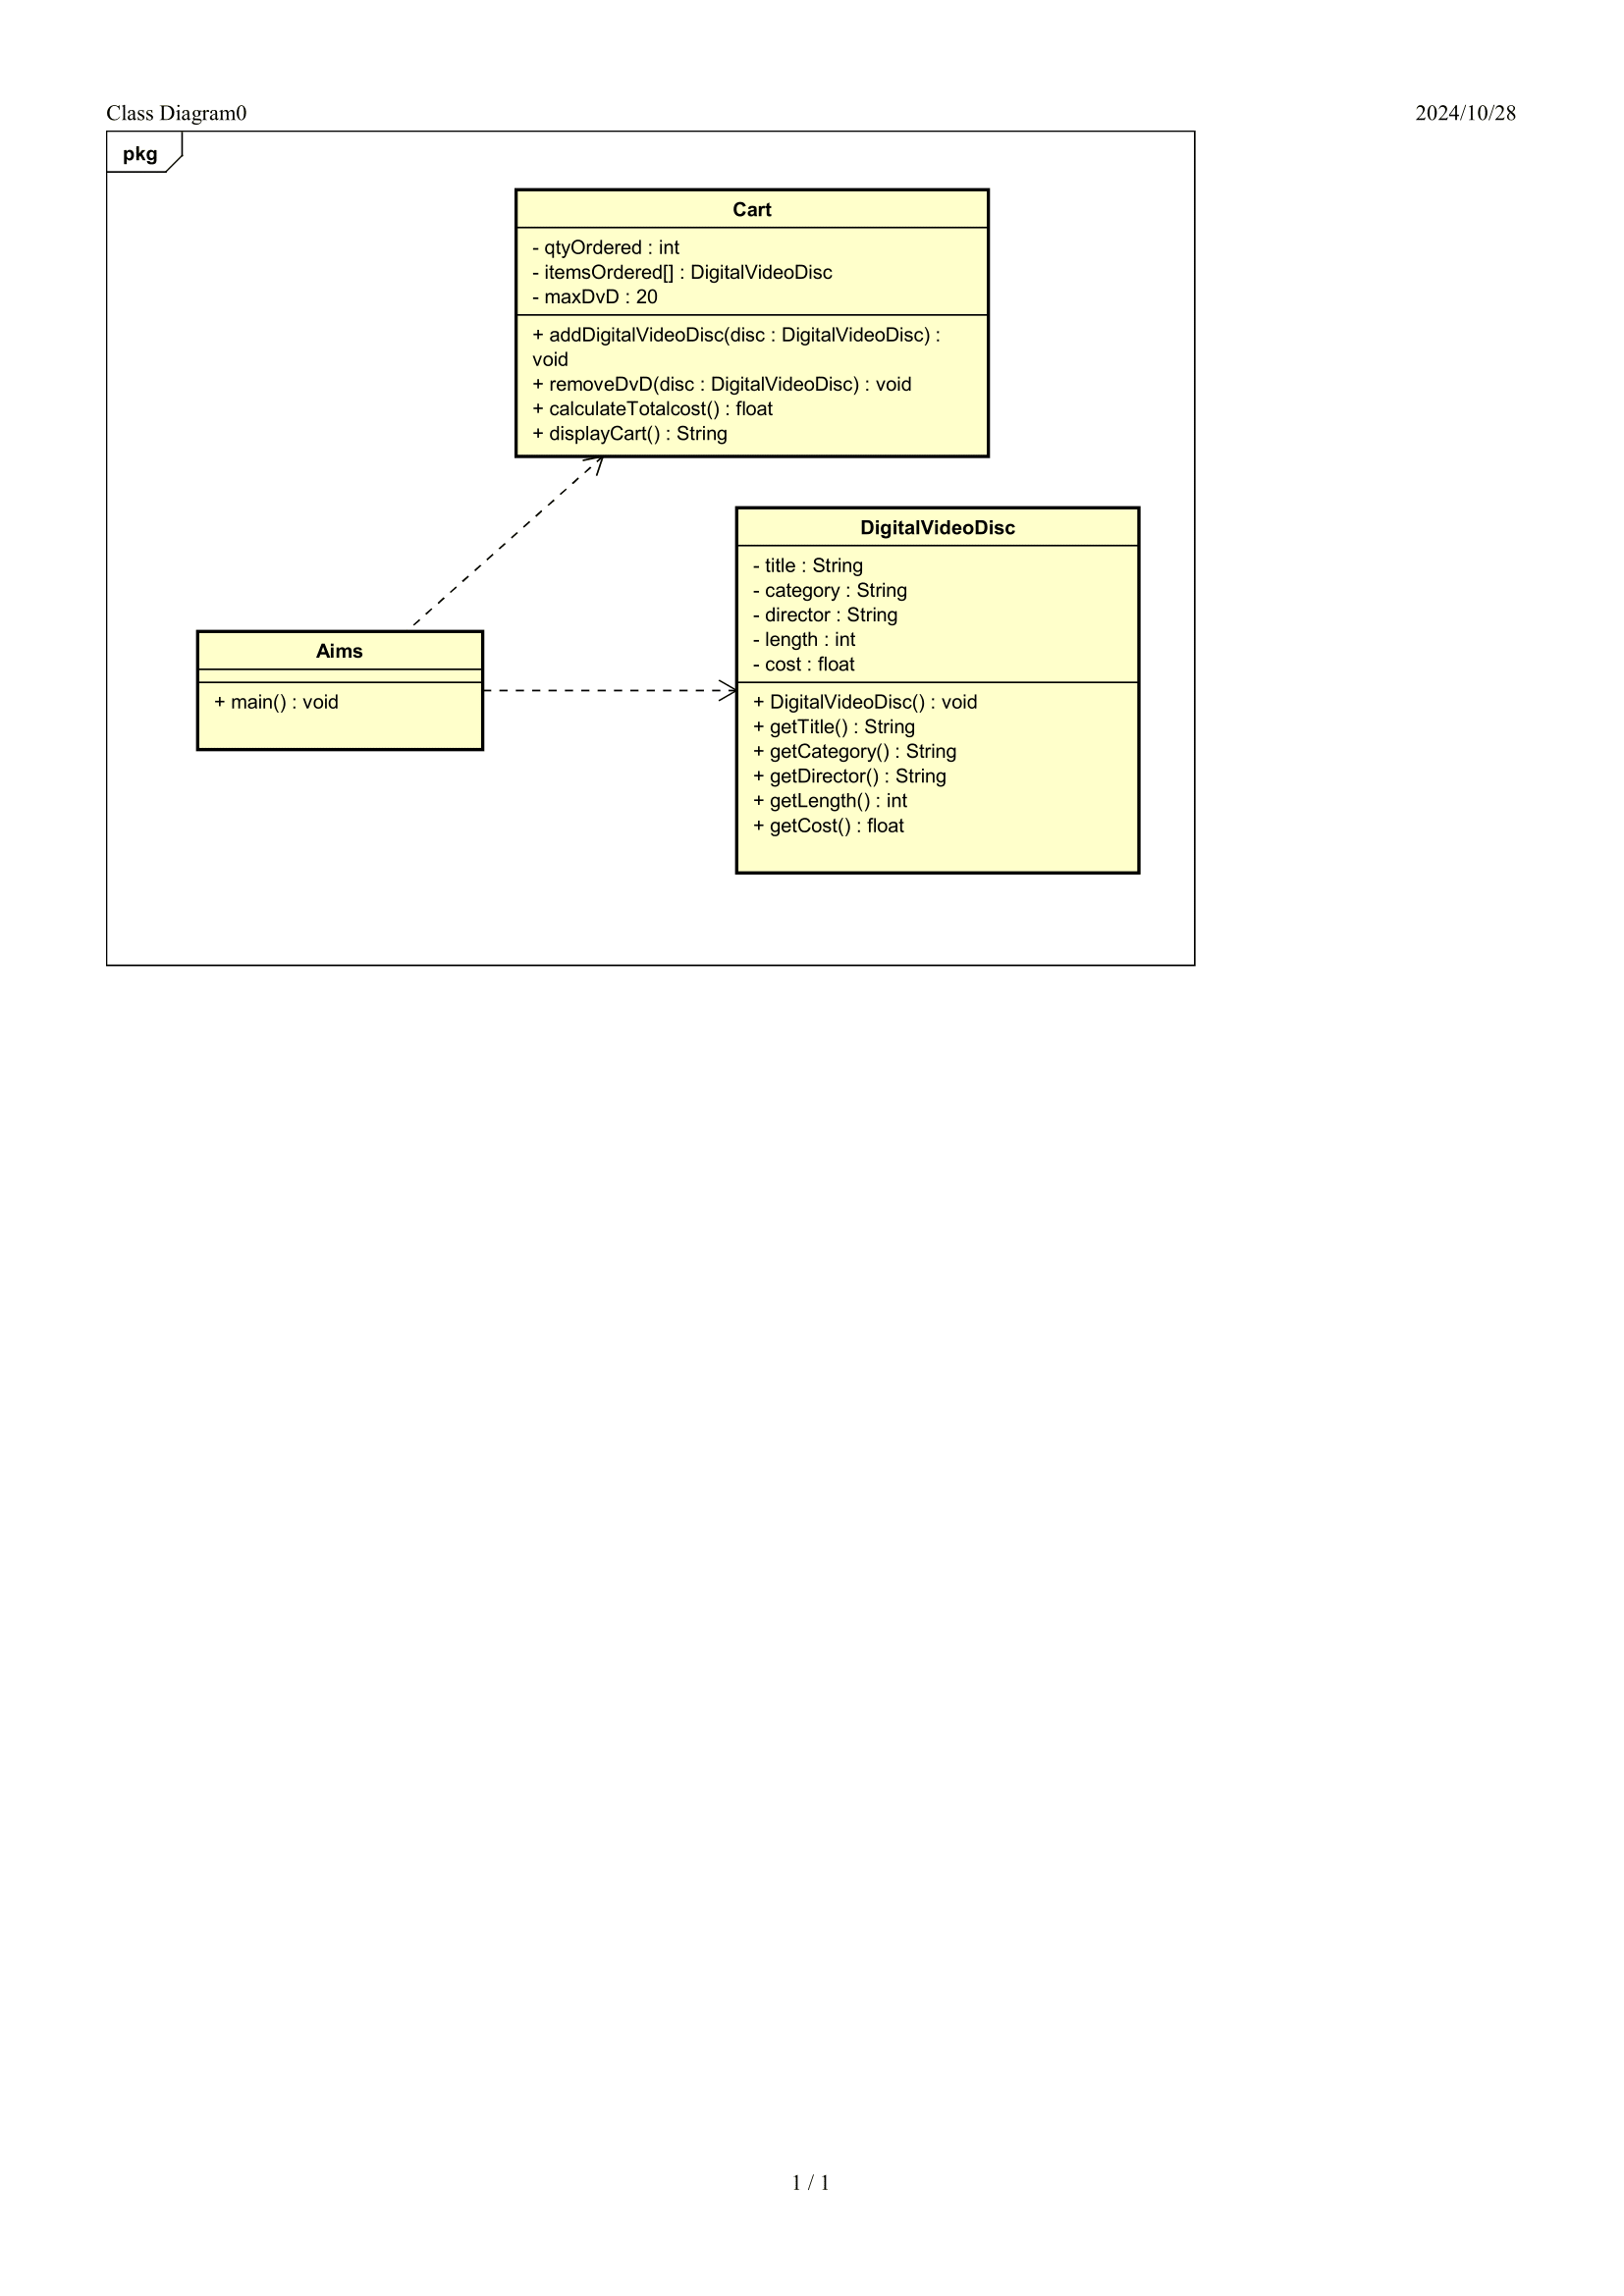 Class Diagram0
2024/10/28
pkg
Cart
- qtyOrdered : int
- itemsOrdered[] : DigitalVideoDisc
- maxDvD : 20
+ addDigitalVideoDisc(disc : DigitalVideoDisc) :
void
+ removeDvD(disc : DigitalVideoDisc) : void
+ calculateTotalcost() : float
+ displayCart() : String
DigitalVideoDisc
- title : String
- category : String
- director : String
- length : int
- cost : float
+ DigitalVideoDisc() : void
+ getTitle() : String
+ getCategory() : String
+ getDirector() : String
+ getLength() : int
+ getCost() : float
Aims
+ main() : void
1 / 1